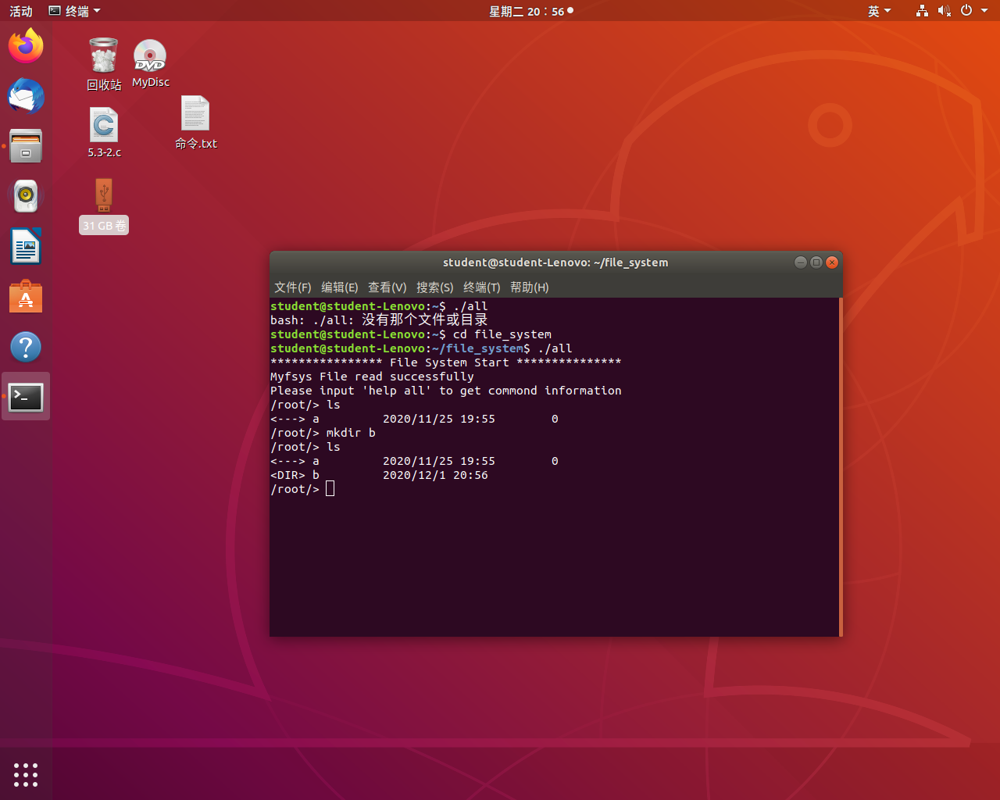 活动 终端 星期二 20:56 英
回收站 MyDisc
命令.txt
5.3-2.c
31 GB 卷
student@student-Lenovo: ~/file_system
文件(F) 编辑(E) 查看(V) 搜索(S) 终端(T) 帮助(H)
student@student-Lenovo:~$ ./all
bash: ./all: 没有那个文件或目录
student@student-Lenovo:~$ cd file_system
student@student-Lenovo:~/file_system$ ./all
**************** File System Start ***************
Myfsys File read successfully
Please input 'help all' to get commond information
/root/> ls
<---> a         2020/11/25 19:55        0
/root/> mkdir b
/root/> ls
<---> a         2020/11/25 19:55        0
<DIR> b         2020/12/1 20:56
/root/>